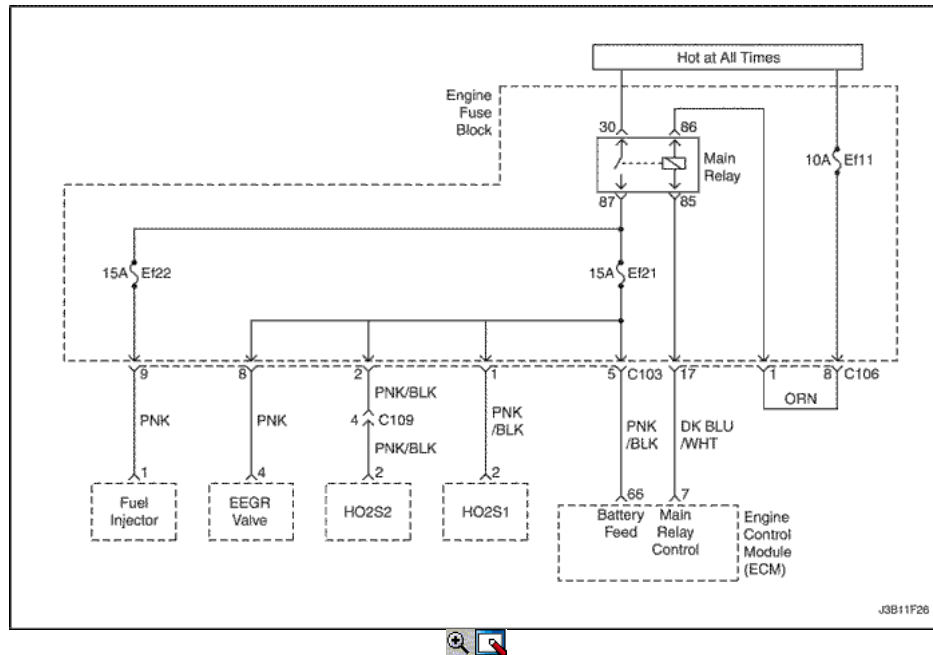 Hot at All Times
Engine
Fuse
Block
30
86
Main
Relay
10A
Ef11
87
85
15A
Ef22
15A
Ef21
9
8
2
1
5
C103
17
1
8
C106
PNK
PNK
PNK/BLK
4
C109
PNK/BLK
PNK
/BLK
PNK
/BLK
DK BLU
/WHT
ORN
1
4
2
2
66
7
Fuel
Injector
EEGR
Valve
HO2S2
HO2S1
Battery
Feed
Main
Relay
Control
Engine
Control
Module
(ECM)
J3B11F26